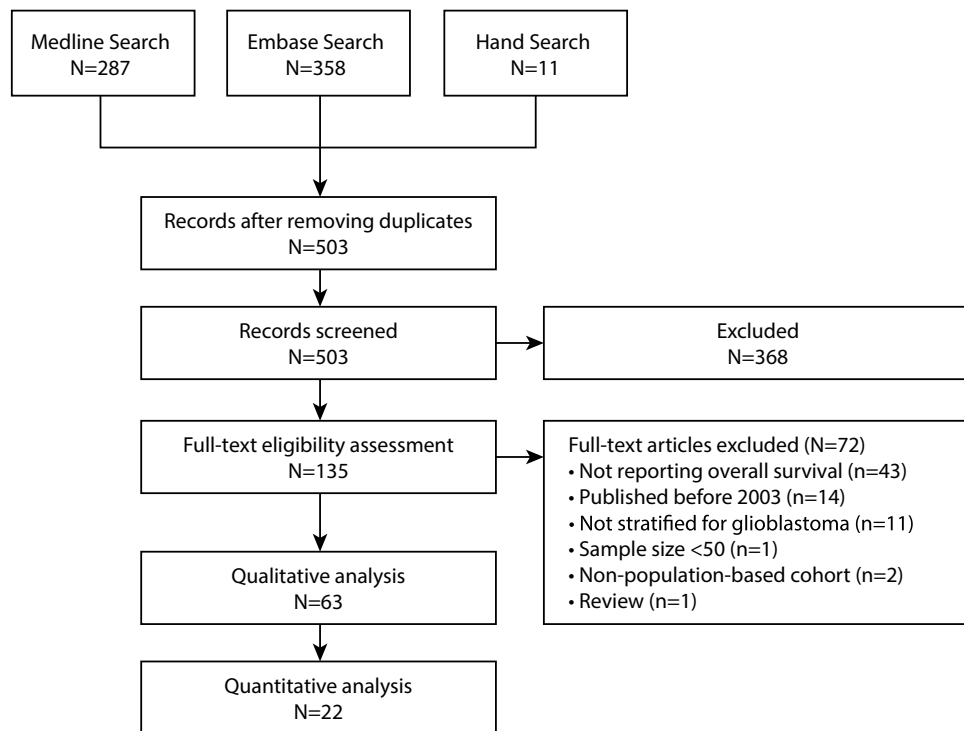 Medline Search
N=287
Embase Search
N=358
Hand Search
N=11
Records after removing duplicates
N=503
Records screened
N=503
Excluded
N=368
Full-text eligibility assessment
N=135
Full-text articles excluded (N=72)
• Not reporting overall survival (n=43)
• Published before 2003 (n=14)
• Not stratified for glioblastoma (n=11)
• Sample size <50 (n=1)
• Non-population-based cohort (n=2)
• Review (n=1)
Qualitative analysis
N=63
Quantitative analysis
N=22